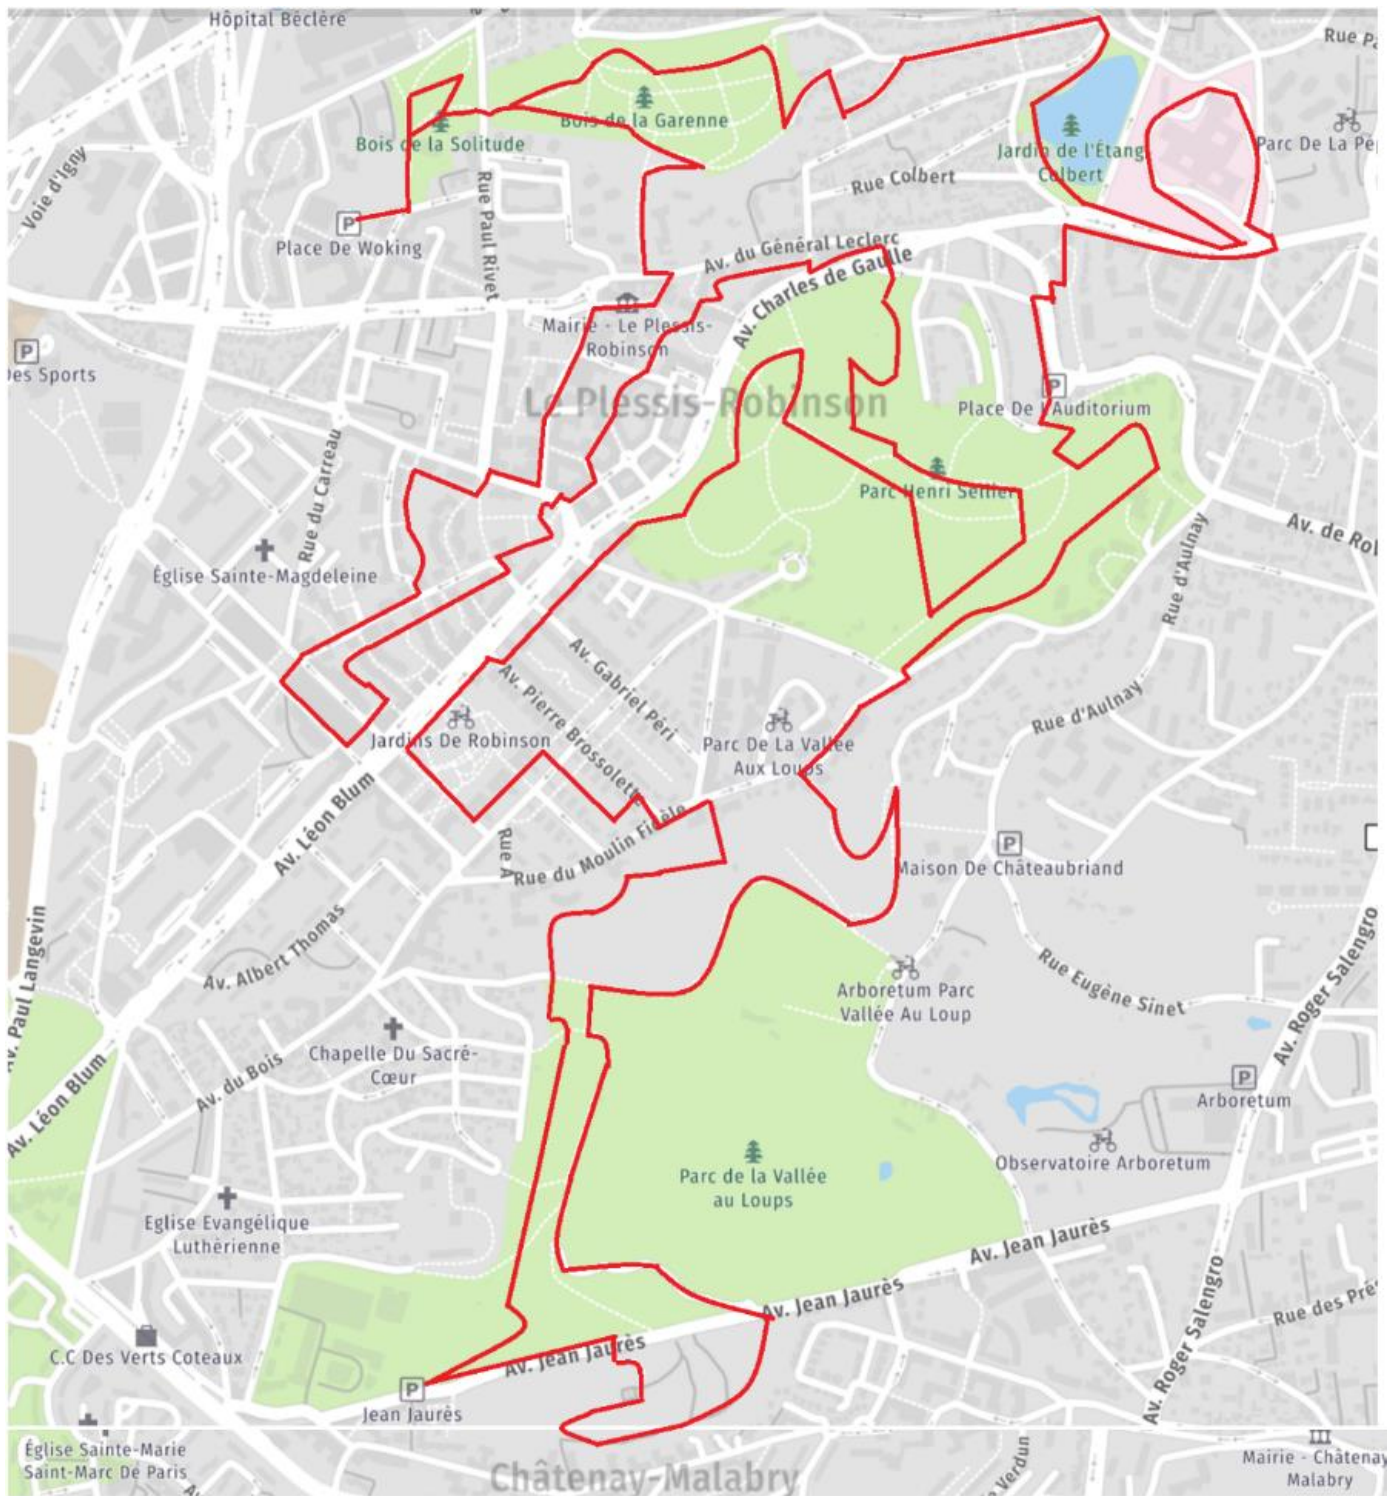 Hôpital Béclère
Rue Pa
Bois de la Garenne
Bois de la Solitude
Jardin de l'Étang
Colbert
Parc De La Pé
Voie d'Igny
Rue Colbert
Rue Paul Rivet
Place De Woking
Av. du Général Leclerc
Av. Charles de Gaulle
Mairie - Le Plessis-
Robinson
Des Sports
Le Plessis-Robinson
Place De L'Auditorium
Rue du Carreau
Parc Henri Sellier
Av. de Rob
Église Sainte-Magdeleine
Rue d'Aulnay
Av. Gabriel Péri
Av. Pierre Brossolette
Rue d'Aulnay
Jardins De Robinson
Parc De La Vallée
Aux Loups
Av. Léon Blum
Rue A
Rue du Moulin Fidèle
Maison De Châteaubriand
Av. Albert Thomas
Av. Paul Langevin
Arboretum Parc
Vallée Au Loup
Rue Eugène Sinet
Av. Roger Salengro
Chapelle Du Sacré-
Cœur
Av. du Bois
Av. Léon Blum
Arboretum
Observatoire Arboretum
Parc de la Vallée
au Loups
Eglise Evangélique
Luthérienne
Av. Jean Jaurès
Av. Jean Jaurès
Av. Roger Salengro
Rue des Pré
C.C Des Verts Coteaux
Av. Jean Jaurès
Jean Jaurès
Église Sainte-Marie
Saint-Marc De Paris
Châtenay-Malabry
Verdun
Mairie - Châtenay
Malabry